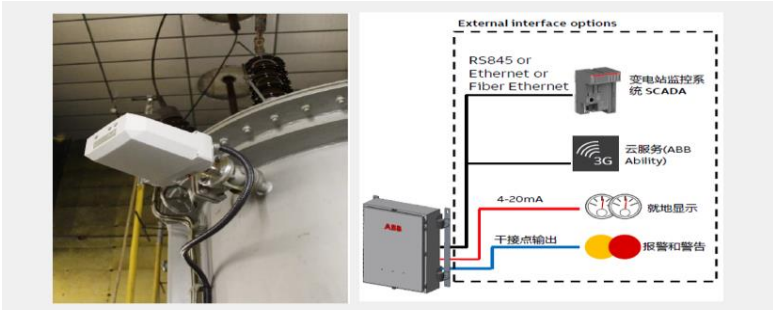 External interface options
RS845 or
Ethernet or
Fiber Ethernet
变电站监控系
统 SCADA
3G
云服务(ABB
Ability)
4-20mA
就地显示
ABB
干接点输出
报警和警告